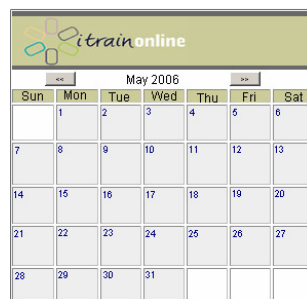 itrainonline
<< May 2006 >>
Sun Mon Tue Wed Thu Fri Sat
1 2 3 4 5 6
7 8 9 10 11 12 13
14 15 16 17 18 19 20
21 22 23 24 25 26 27
28 29 30 31